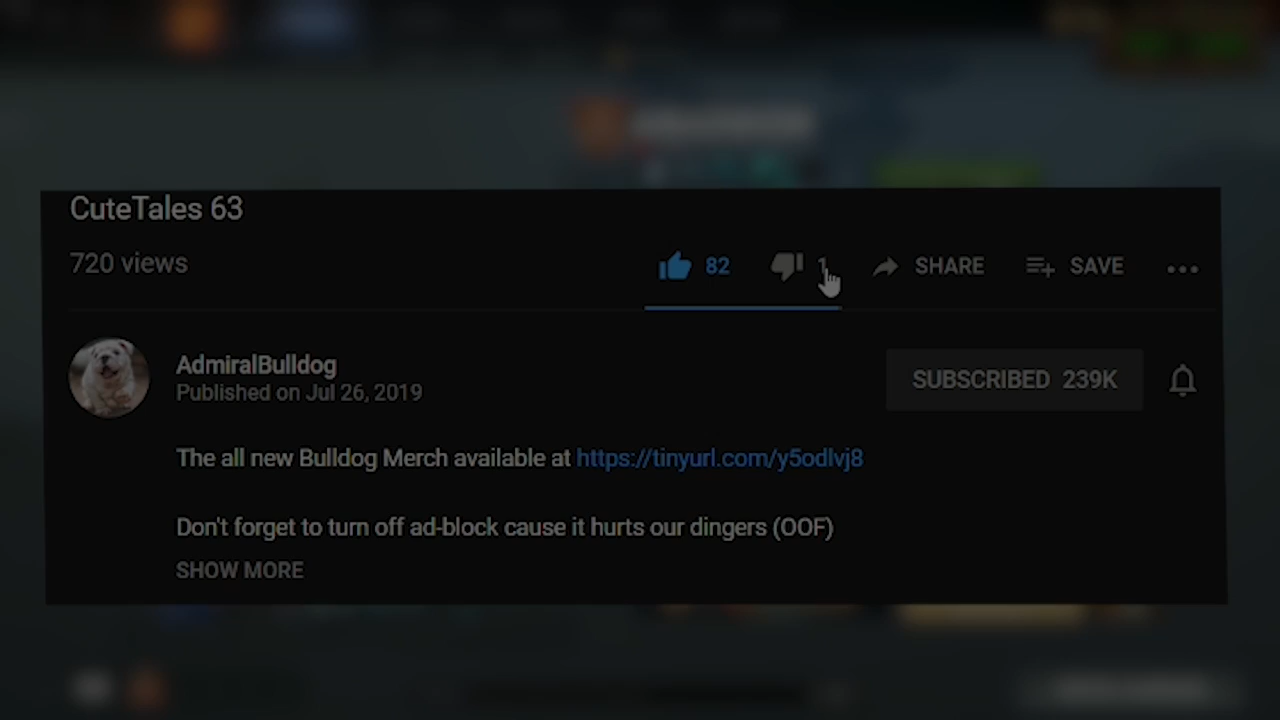 CuteTales 63
720 views
82
1
SHARE
SAVE
AdmiralBulldog
Published on Jul 26, 2019
SUBSCRIBED 239K
The all new Bulldog Merch available at https://tinyurl.com/y5odlvj8
Don't forget to turn off ad-block cause it hurts our dingers (OOF)
SHOW MORE